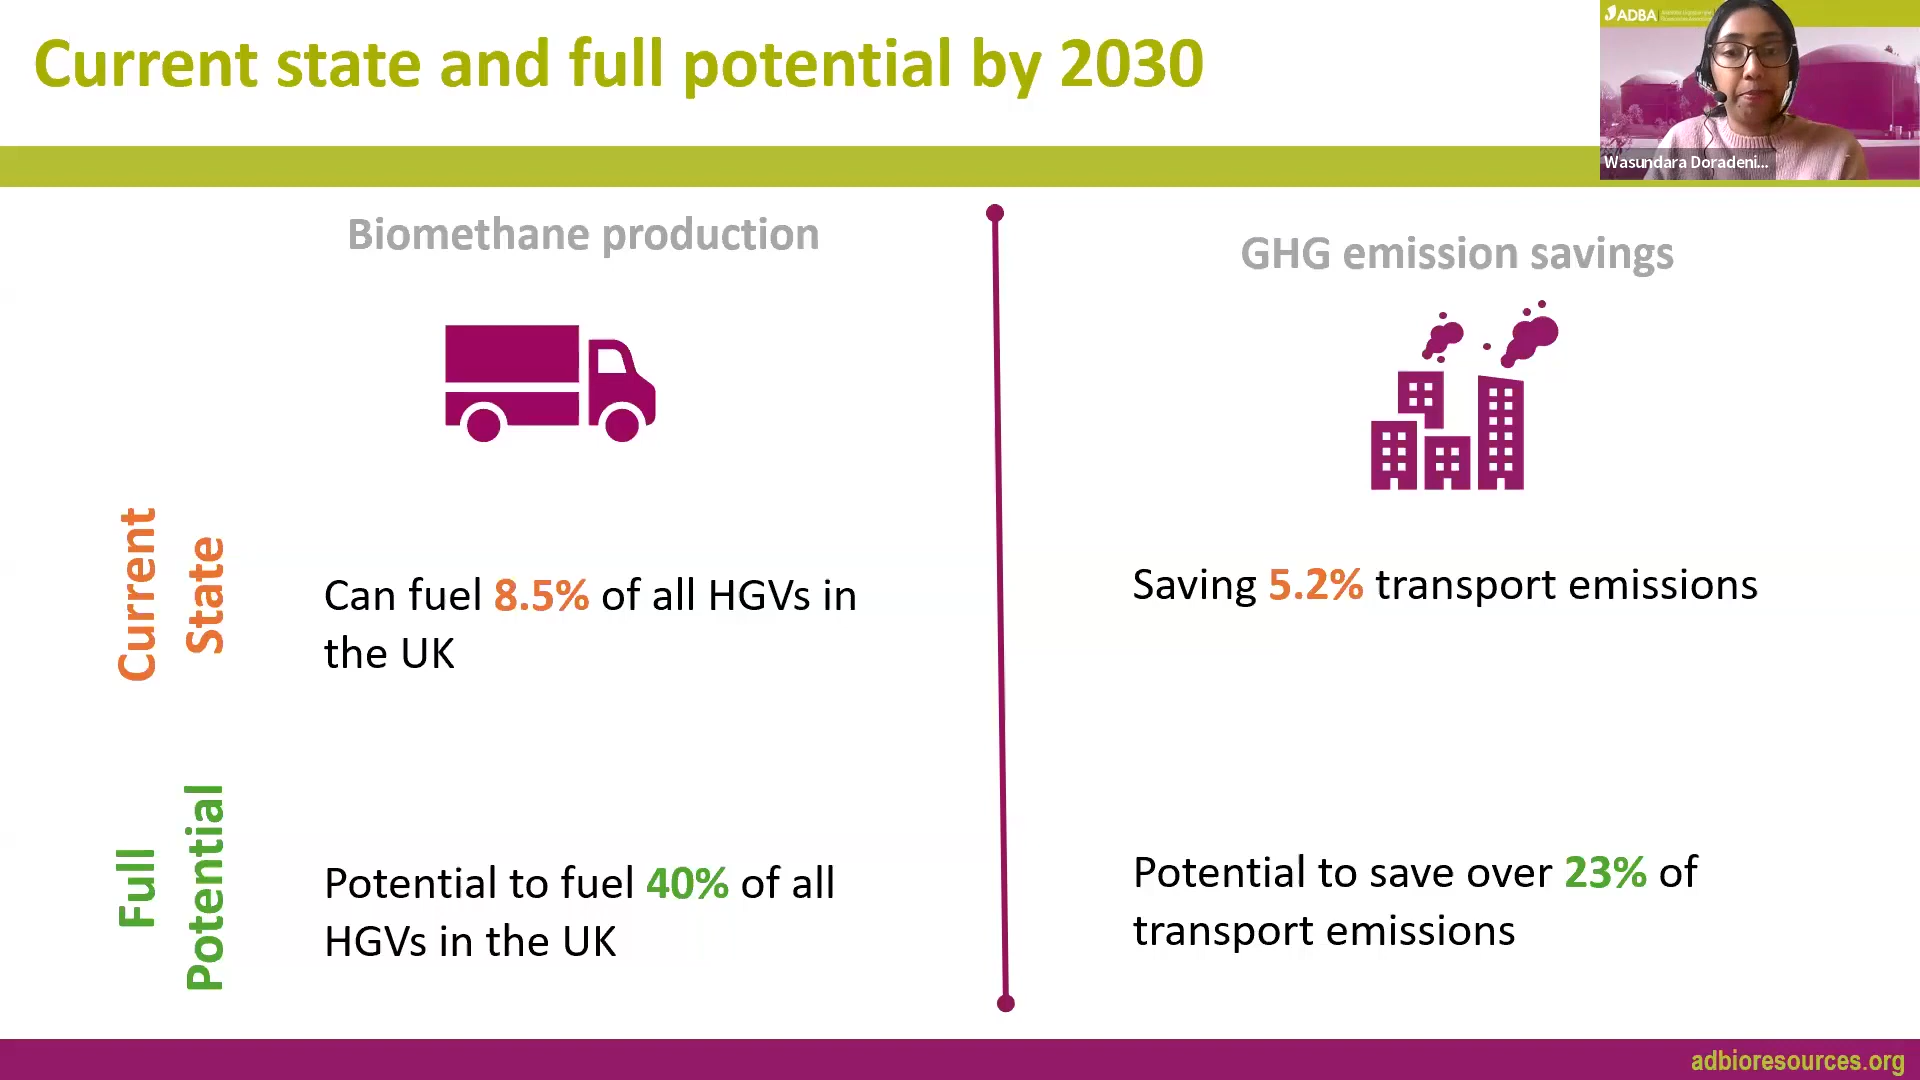 Current state and full potential by 2030
ADBA
Wasundara Doradeni...
Biomethane production
GHG emission savings
Current
State
Can fuel 8.5% of all HGVs in
the UK
Saving 5.2% transport emissions
Full
Potential
Potential to fuel 40% of all
HGVs in the UK
Potential to save over 23% of
transport emissions
adbioresources.org